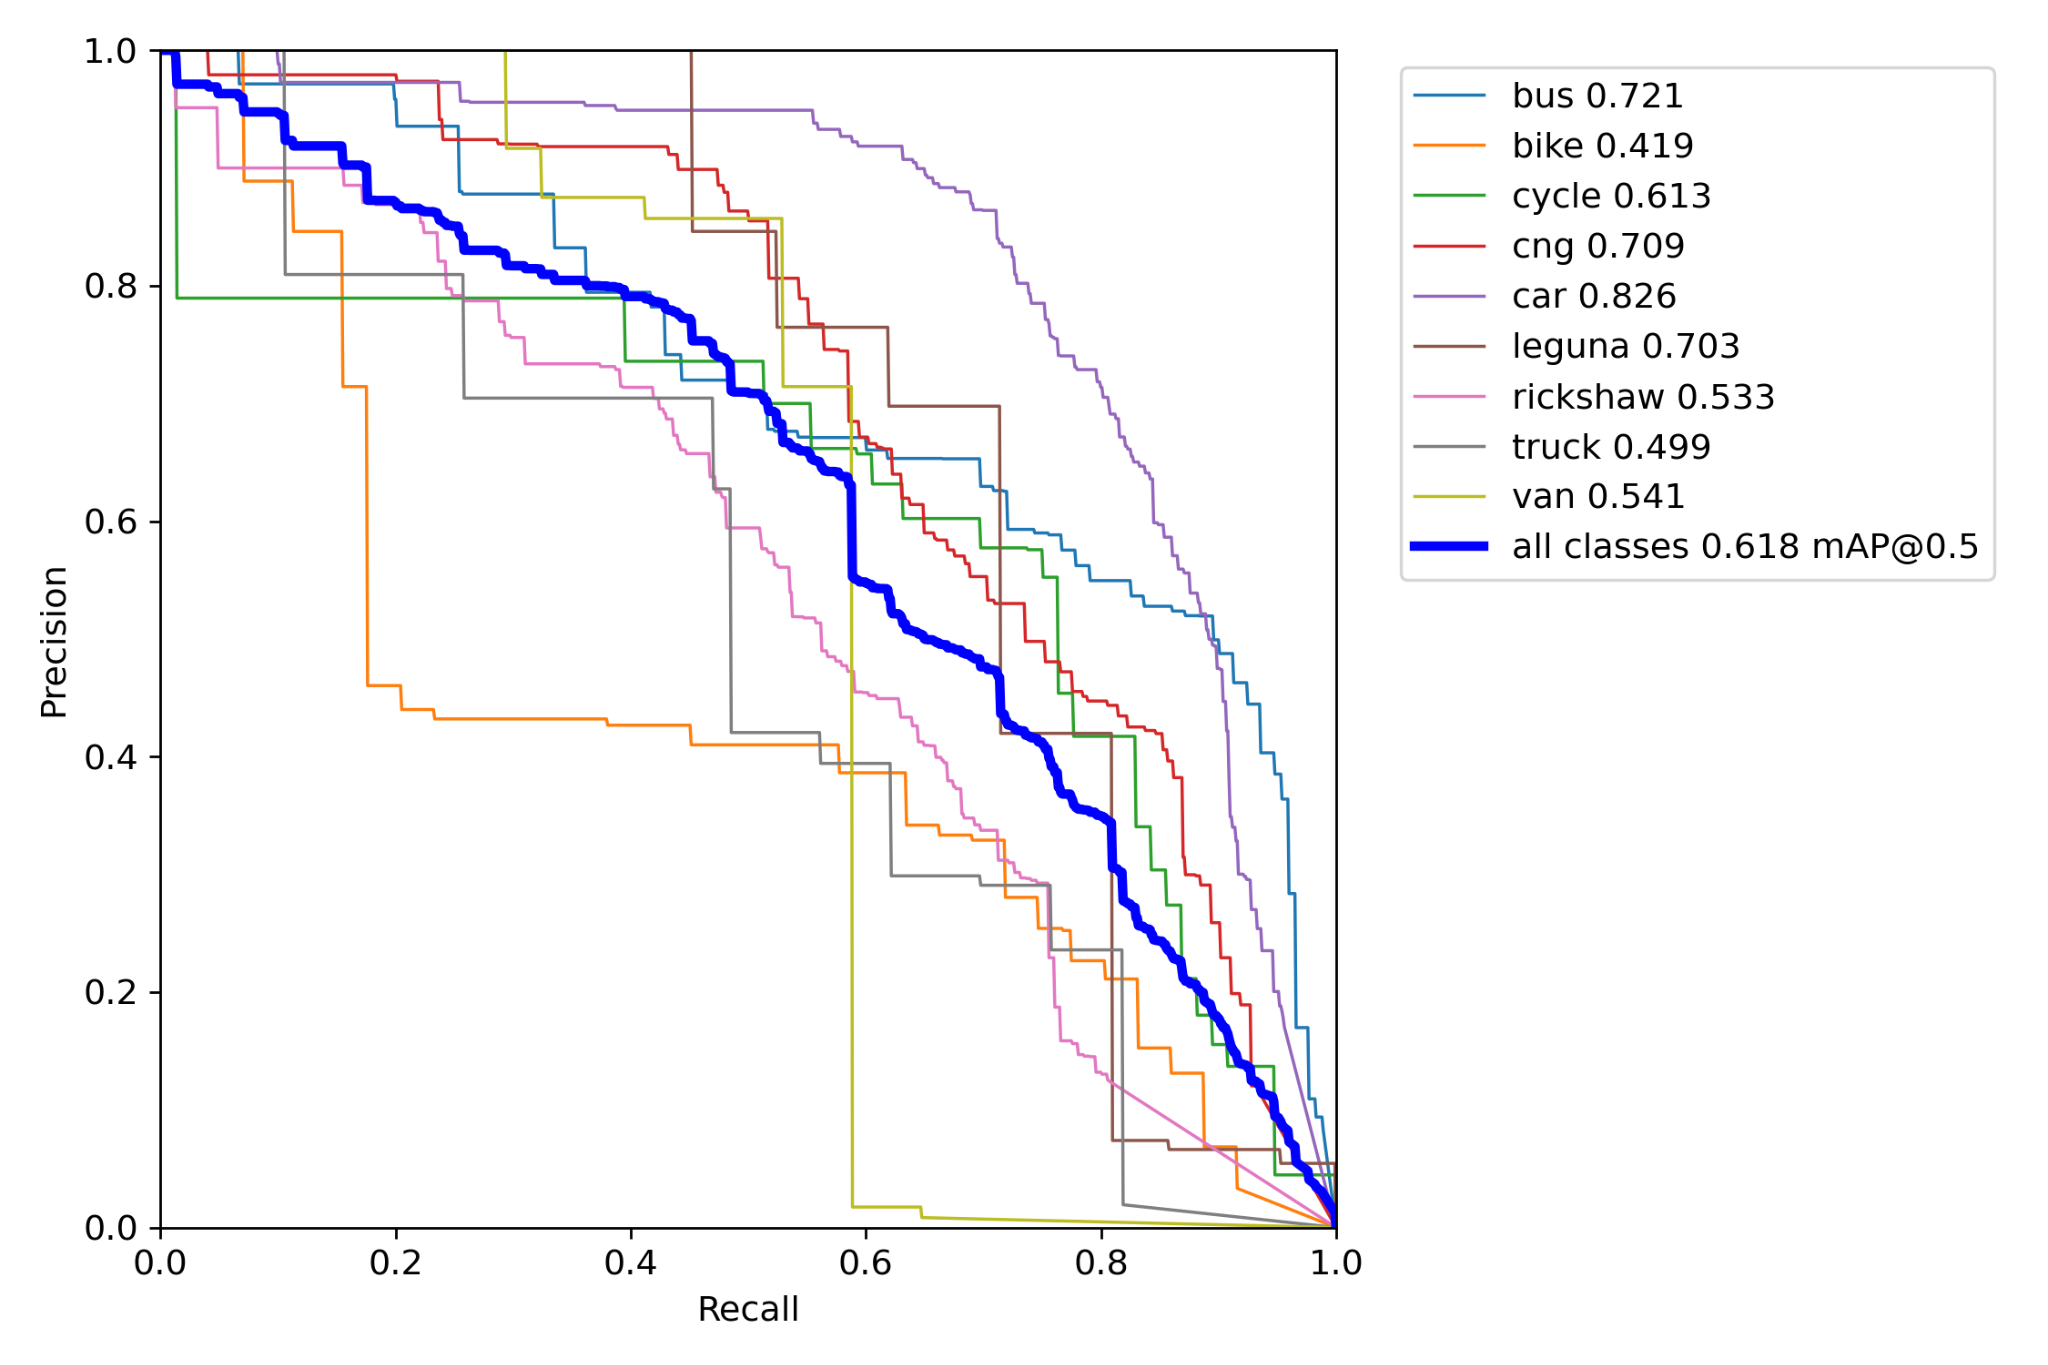 1.0
0.8
0.6
0.4
0.2
0.0
Precision
0.0 0.2 0.4 0.6 0.8 1.0
Recall
bus 0.721
bike 0.419
cycle 0.613
cng 0.709
car 0.826
leguna 0.703
rickshaw 0.533
truck 0.499
van 0.541
all classes 0.618 mAP@0.5